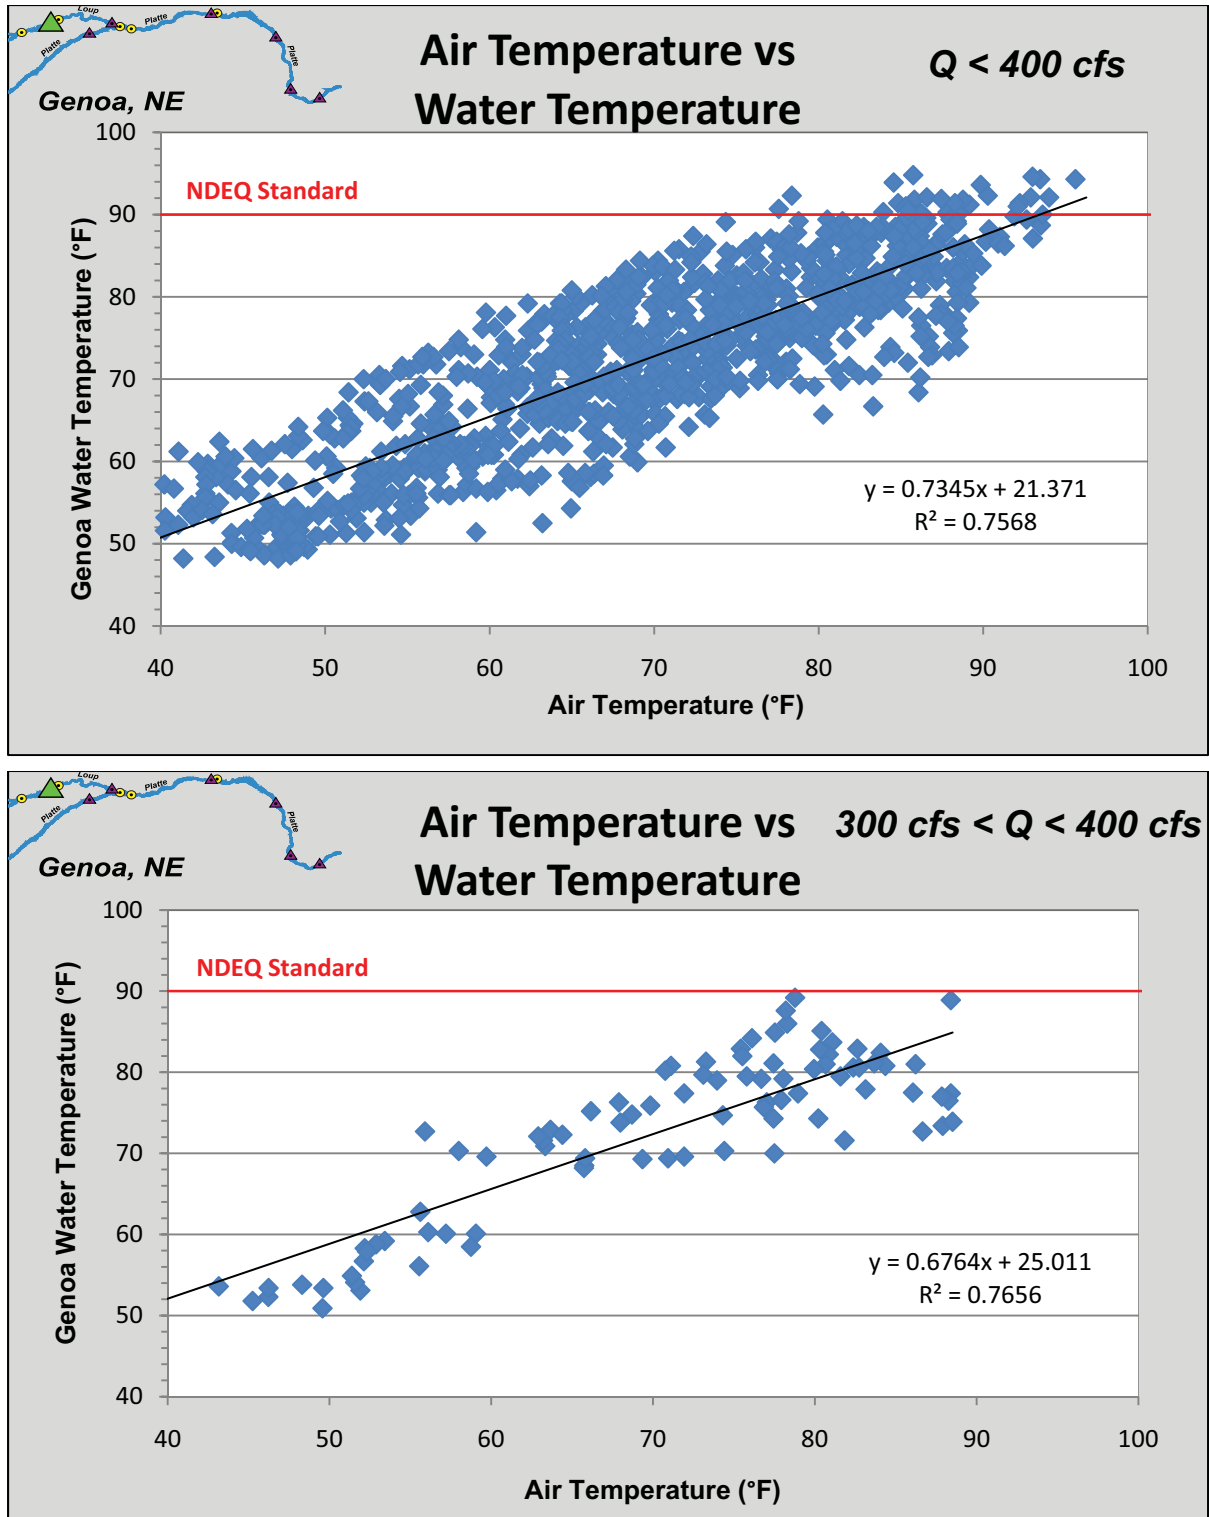 Loup
Platte
Platte
Platte
Genoa, NE
Air Temperature vs
Water Temperature
Q < 400 cfs
NDEQ Standard
Genoa Water Temperature (°F)
100
90
80
70
60
50
40
y = 0.7345x + 21.371
R² = 0.7568
40 50 60 70 80 90 100
Air Temperature (°F)
Loup
Platte
Platte
Platte
Genoa, NE
Air Temperature vs
Water Temperature
300 cfs < Q < 400 cfs
NDEQ Standard
Genoa Water Temperature (°F)
100
90
80
70
60
50
40
y = 0.6764x + 25.011
R² = 0.7656
40 50 60 70 80 90 100
Air Temperature (°F)